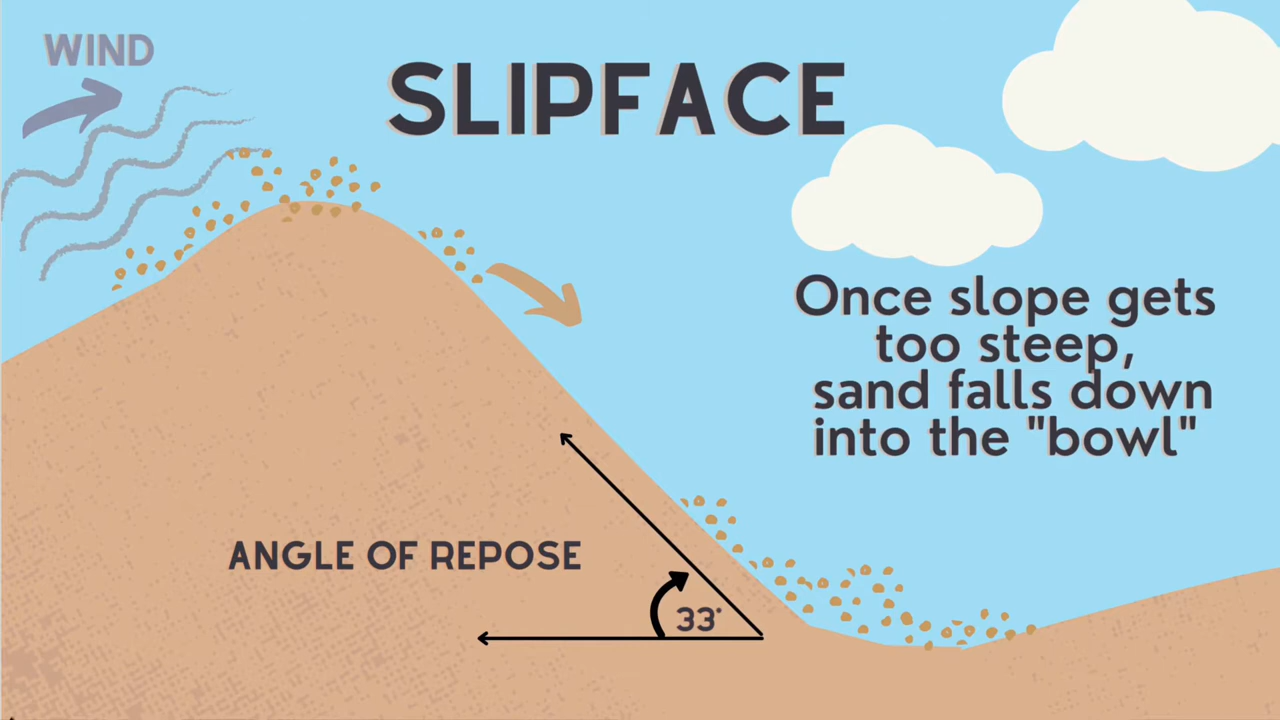 WIND
SLIPFACE
Once slope gets
too steep,
sand falls down
into the "bowl"
ANGLE OF REPOSE
33°